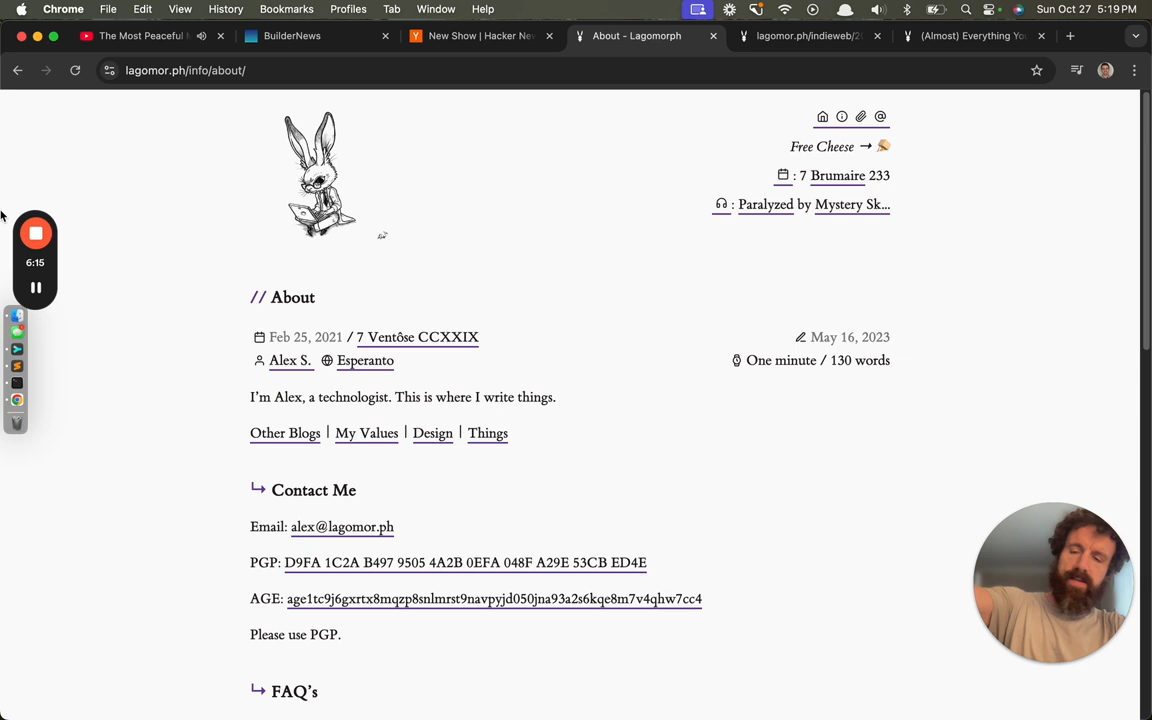 Chrome File Edit View History Bookmarks Profiles Tab Window Help Sun Oct 27 5:19 PM
The Most Peaceful BuilderNews New Show | Hacker Ne About - Lagomorph lagomor.ph/indieweb/20 (Almost) Everything You
lagomor.ph/info/about/
Free Cheese →
: 7 Brumaire 233
: Paralyzed by Mystery Sk...
6:15
// About
Feb 25, 2021 / 7 Ventôse CCXXIX May 16, 2023
Alex S. Esperanto One minute / 130 words
I'm Alex, a technologist. This is where I write things.
Other Blogs | My Values | Design | Things
Contact Me
Email: alex@lagomor.ph
PGP: D9FA 1C2A B497 9505 4A2B 0EFA 048F A29E 53CB ED4E
AGE: age1tc9j6gxrtx8mqzp8snlmrst9navpyjd050jna93a2s6kqe8m7v4qhw7cc4
Please use PGP.
FAQ's